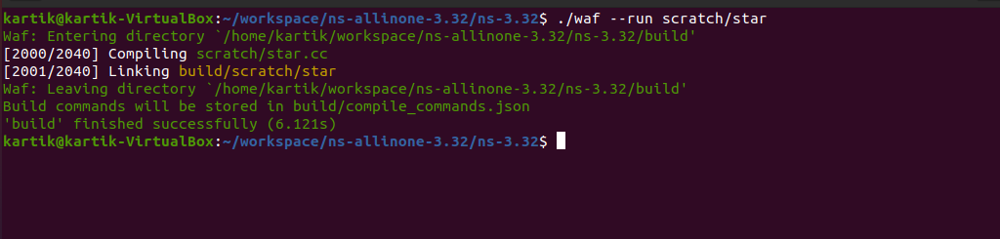 kartik@kartik-VirtualBox:~/workspace/ns-allinone-3.32/ns-3.32$ ./waf --run scratch/star
Waf: Entering directory `/home/kartik/workspace/ns-allinone-3.32/ns-3.32/build'
[2000/2040] Compiling scratch/star.cc
[2001/2040] Linking build/scratch/star
Waf: Leaving directory `/home/kartik/workspace/ns-allinone-3.32/ns-3.32/build'
Build commands will be stored in build/compile_commands.json
'build' finished successfully (6.121s)
kartik@kartik-VirtualBox:~/workspace/ns-allinone-3.32/ns-3.32$